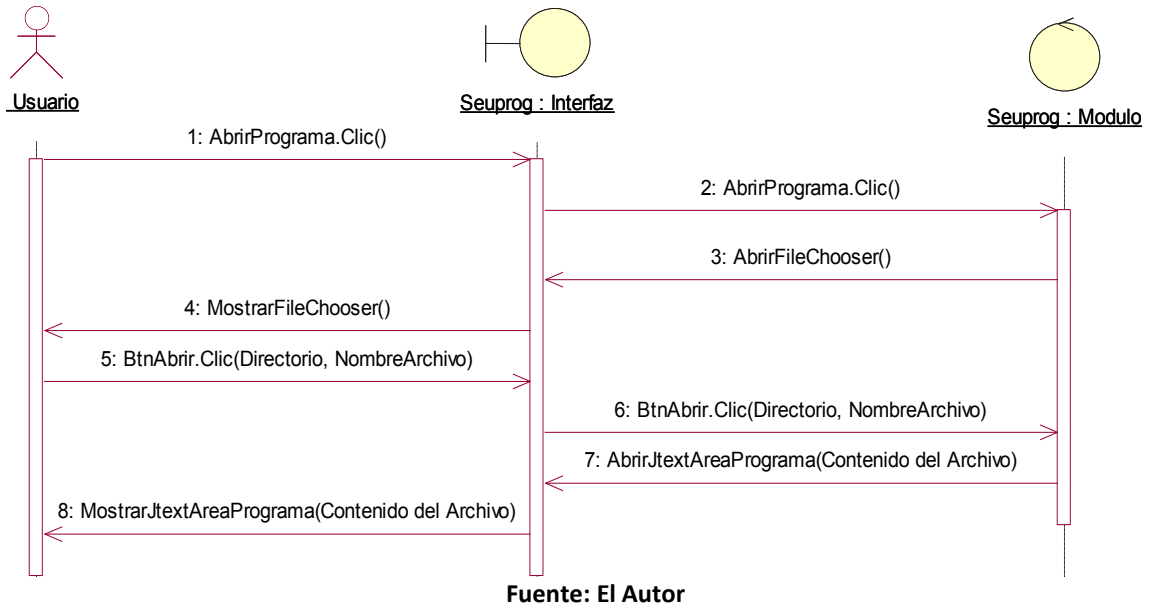 Usuario
Seuprog : Interfaz
Seuprog : Modulo
1: AbrirPrograma.Clic()
2: AbrirPrograma.Clic()
3: AbrirFileChooser()
4: MostrarFileChooser()
5: BtnAbrir.Clic(Directorio, NombreArchivo)
6: BtnAbrir.Clic(Directorio, NombreArchivo)
7: AbrirJtextAreaPrograma(Contenido del Archivo)
8: MostrarJtextAreaPrograma(Contenido del Archivo)
Fuente: El Autor